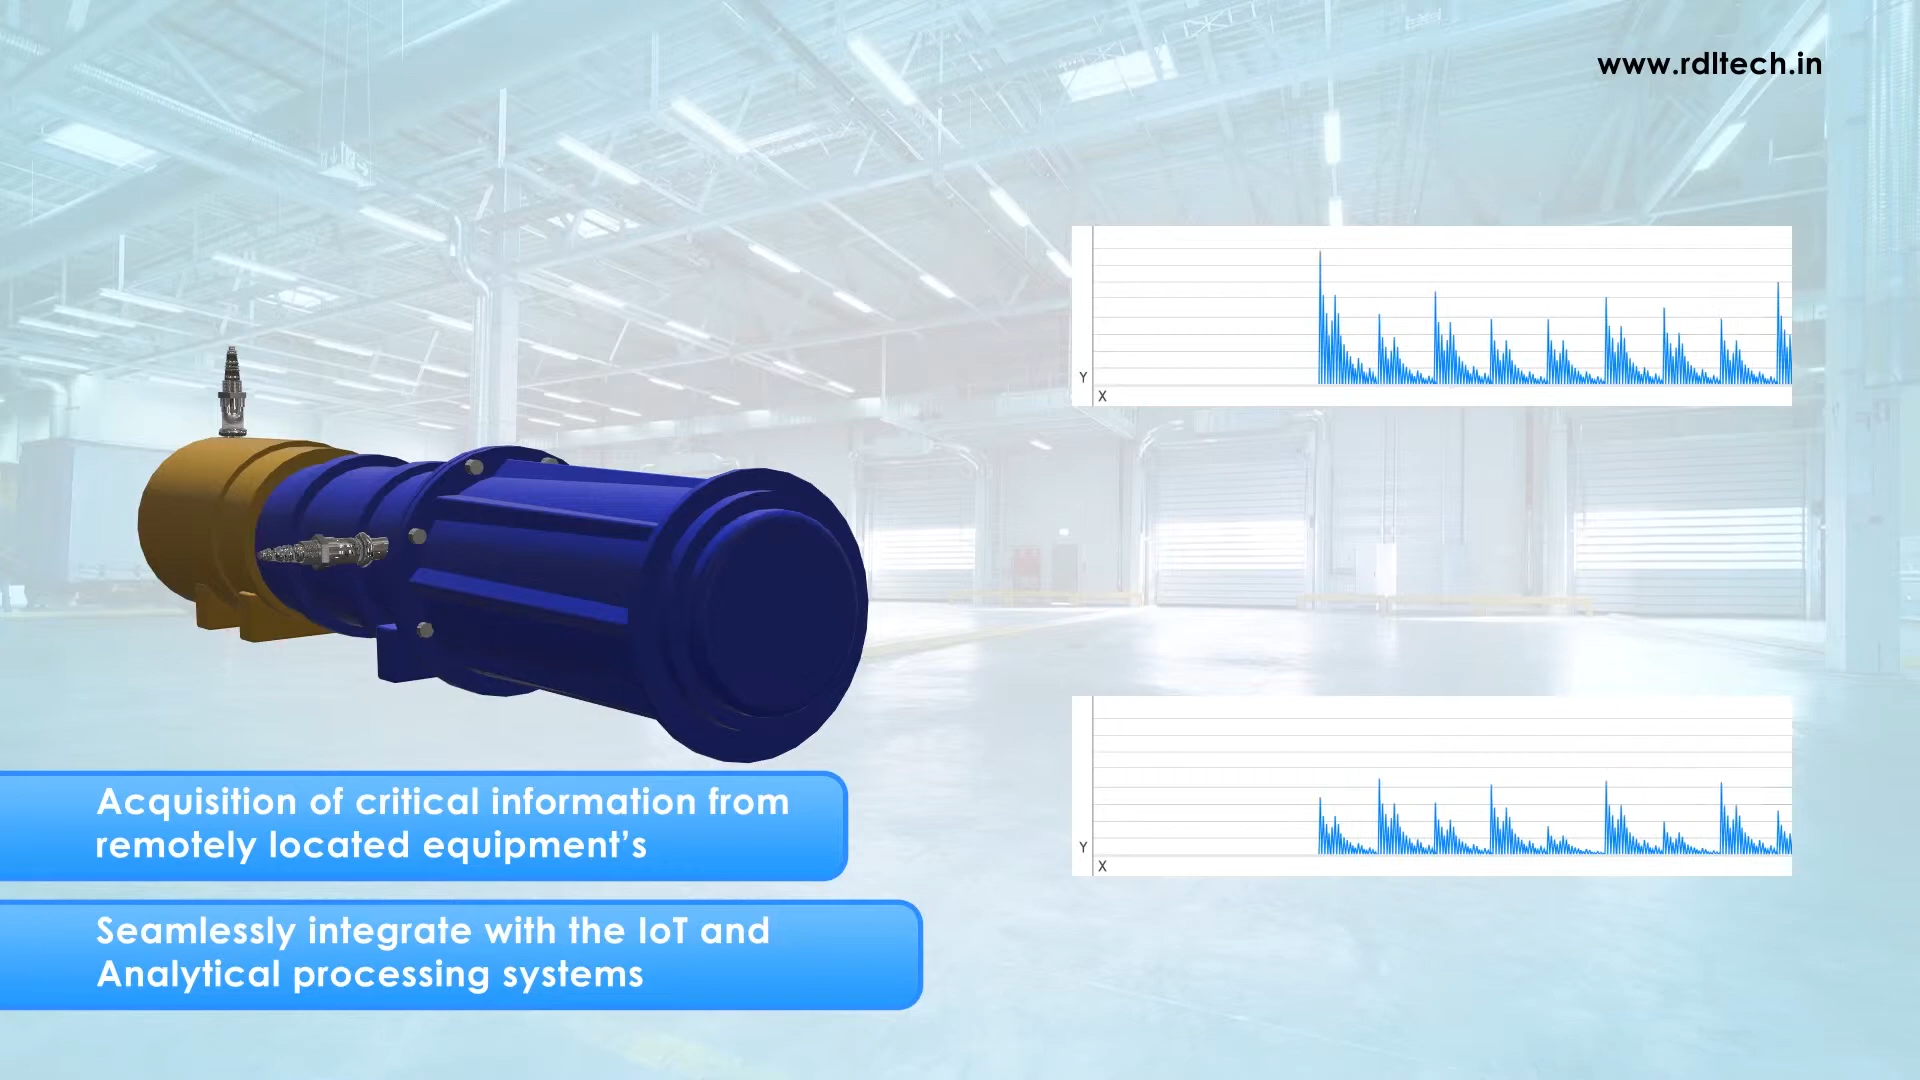 www.rdltech.in
Y
X
Y
X
Acquisition of critical information from
remotely located equipment’s
Seamlessly integrate with the IoT and
Analytical processing systems